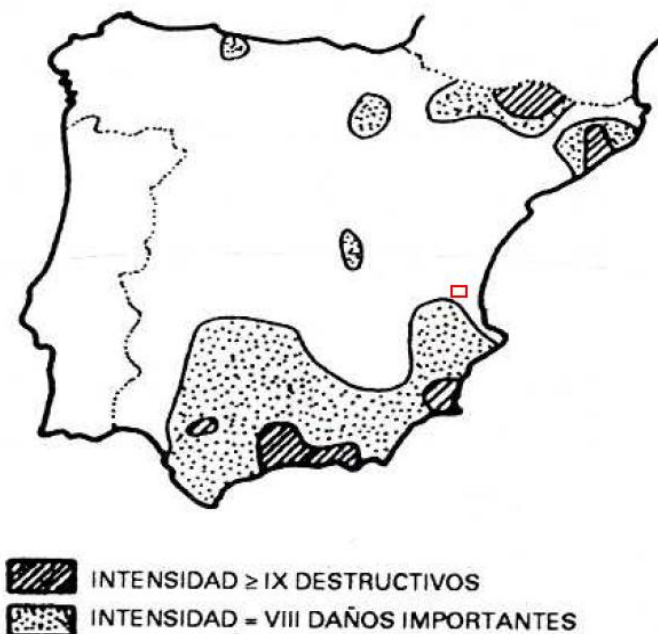 INTENSIDAD ≥ IX DESTRUCTIVOS
INTENSIDAD = VIII DAÑOS IMPORTANTES